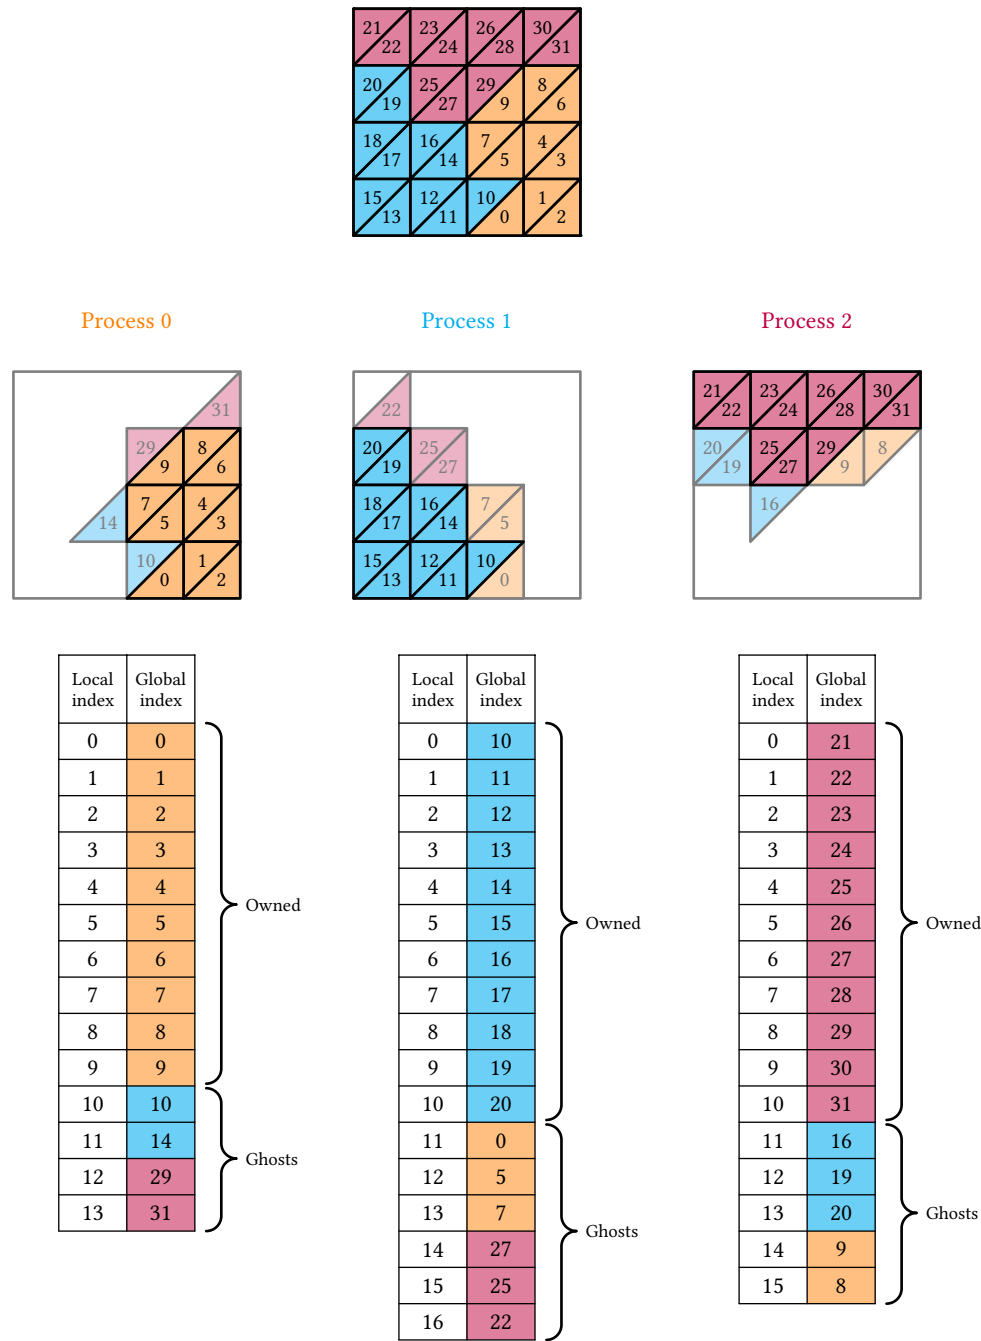 21 23 26 30
22 24 28 31
20 25 29 8
19 27 9 6
18 16 7 4
17 14 5 3
15 12 10 1
13 11 0 2
Process 0 Process 1 Process 2
31
29 8
9 6
7 4
14 5 3
10 1
0 2
22
20 25
19 27
18 16 7
17 14 5
15 12 10
13 11 0
21 23 26 30
22 24 28 31
20 25 29 8
19 27 9
16
Local Global
index index
0 0
1 1
2 2
3 3
4 4
5 5
6 6
7 7
8 8
9 9
10 10
11 14
12 29
13 31
Owned
Ghosts
Local Global
index index
0 10
1 11
2 12
3 13
4 14
5 15
6 16
7 17
8 18
9 19
10 20
11 0
12 5
13 7
14 27
15 25
16 22
Owned
Ghosts
Local Global
index index
0 21
1 22
2 23
3 24
4 25
5 26
6 27
7 28
8 29
9 30
10 31
11 16
12 19
13 20
14 9
15 8
Owned
Ghosts